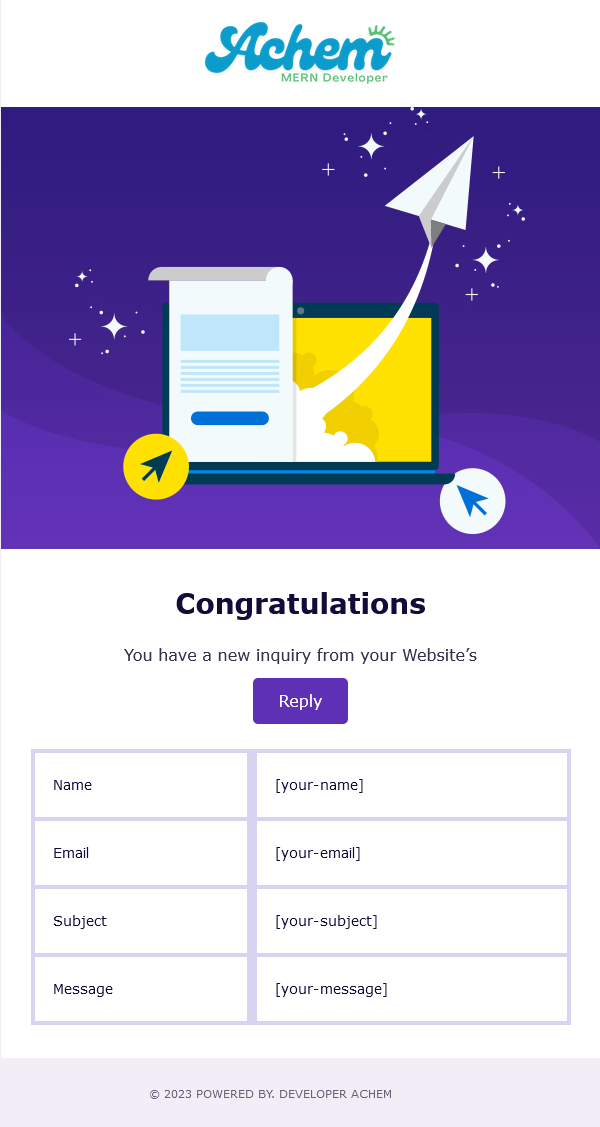 Achem
MERN Developer
Congratulations
You have a new inquiry from your Website’s
Reply
Name [your-name]
Email [your-email]
Subject [your-subject]
Message [your-message]
© 2023 POWERED BY. DEVELOPER ACHEM